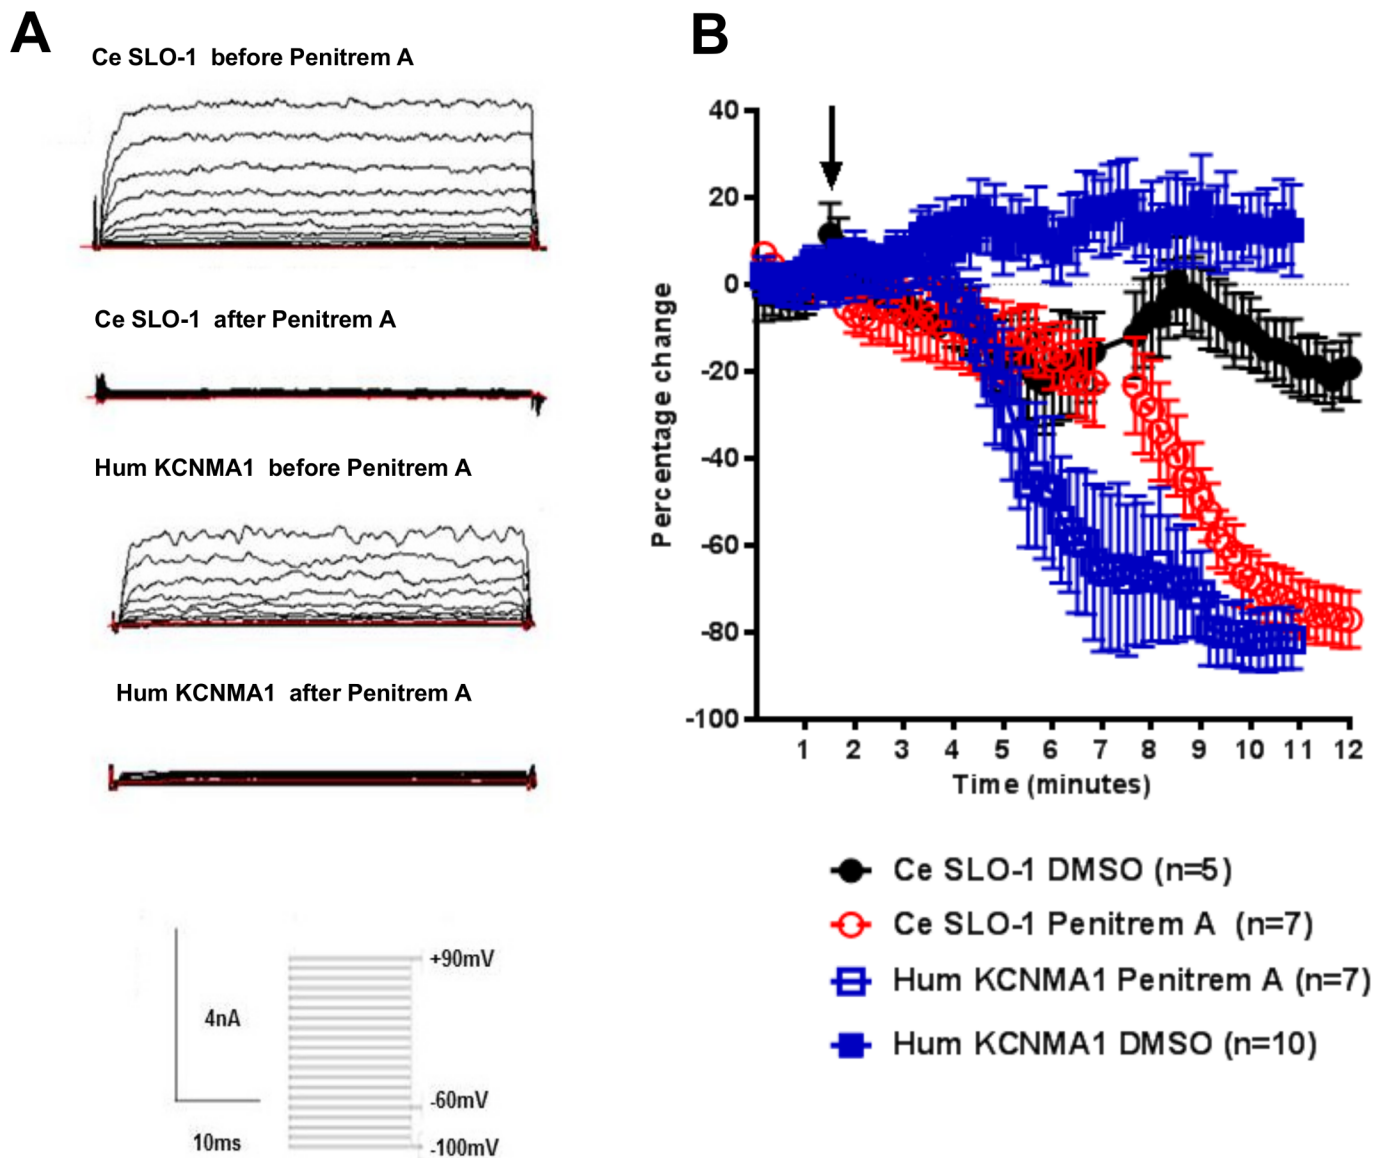 A
Ce SLO-1 before Penitrem A
Ce SLO-1 after Penitrem A
Hum KCNMA1 before Penitrem A
Hum KCNMA1 after Penitrem A
4nA
10ms
+90mV
-60mV
-100mV
B
Percentage change
40
20
0
-20
-40
-60
-80
-100
1 2 3 4 5 6 7 8 9 10 11 12
Time (minutes)
Ce SLO-1 DMSO (n=5)
Ce SLO-1 Penitrem A (n=7)
Hum KCNMA1 Penitrem A (n=7)
Hum KCNMA1 DMSO (n=10)